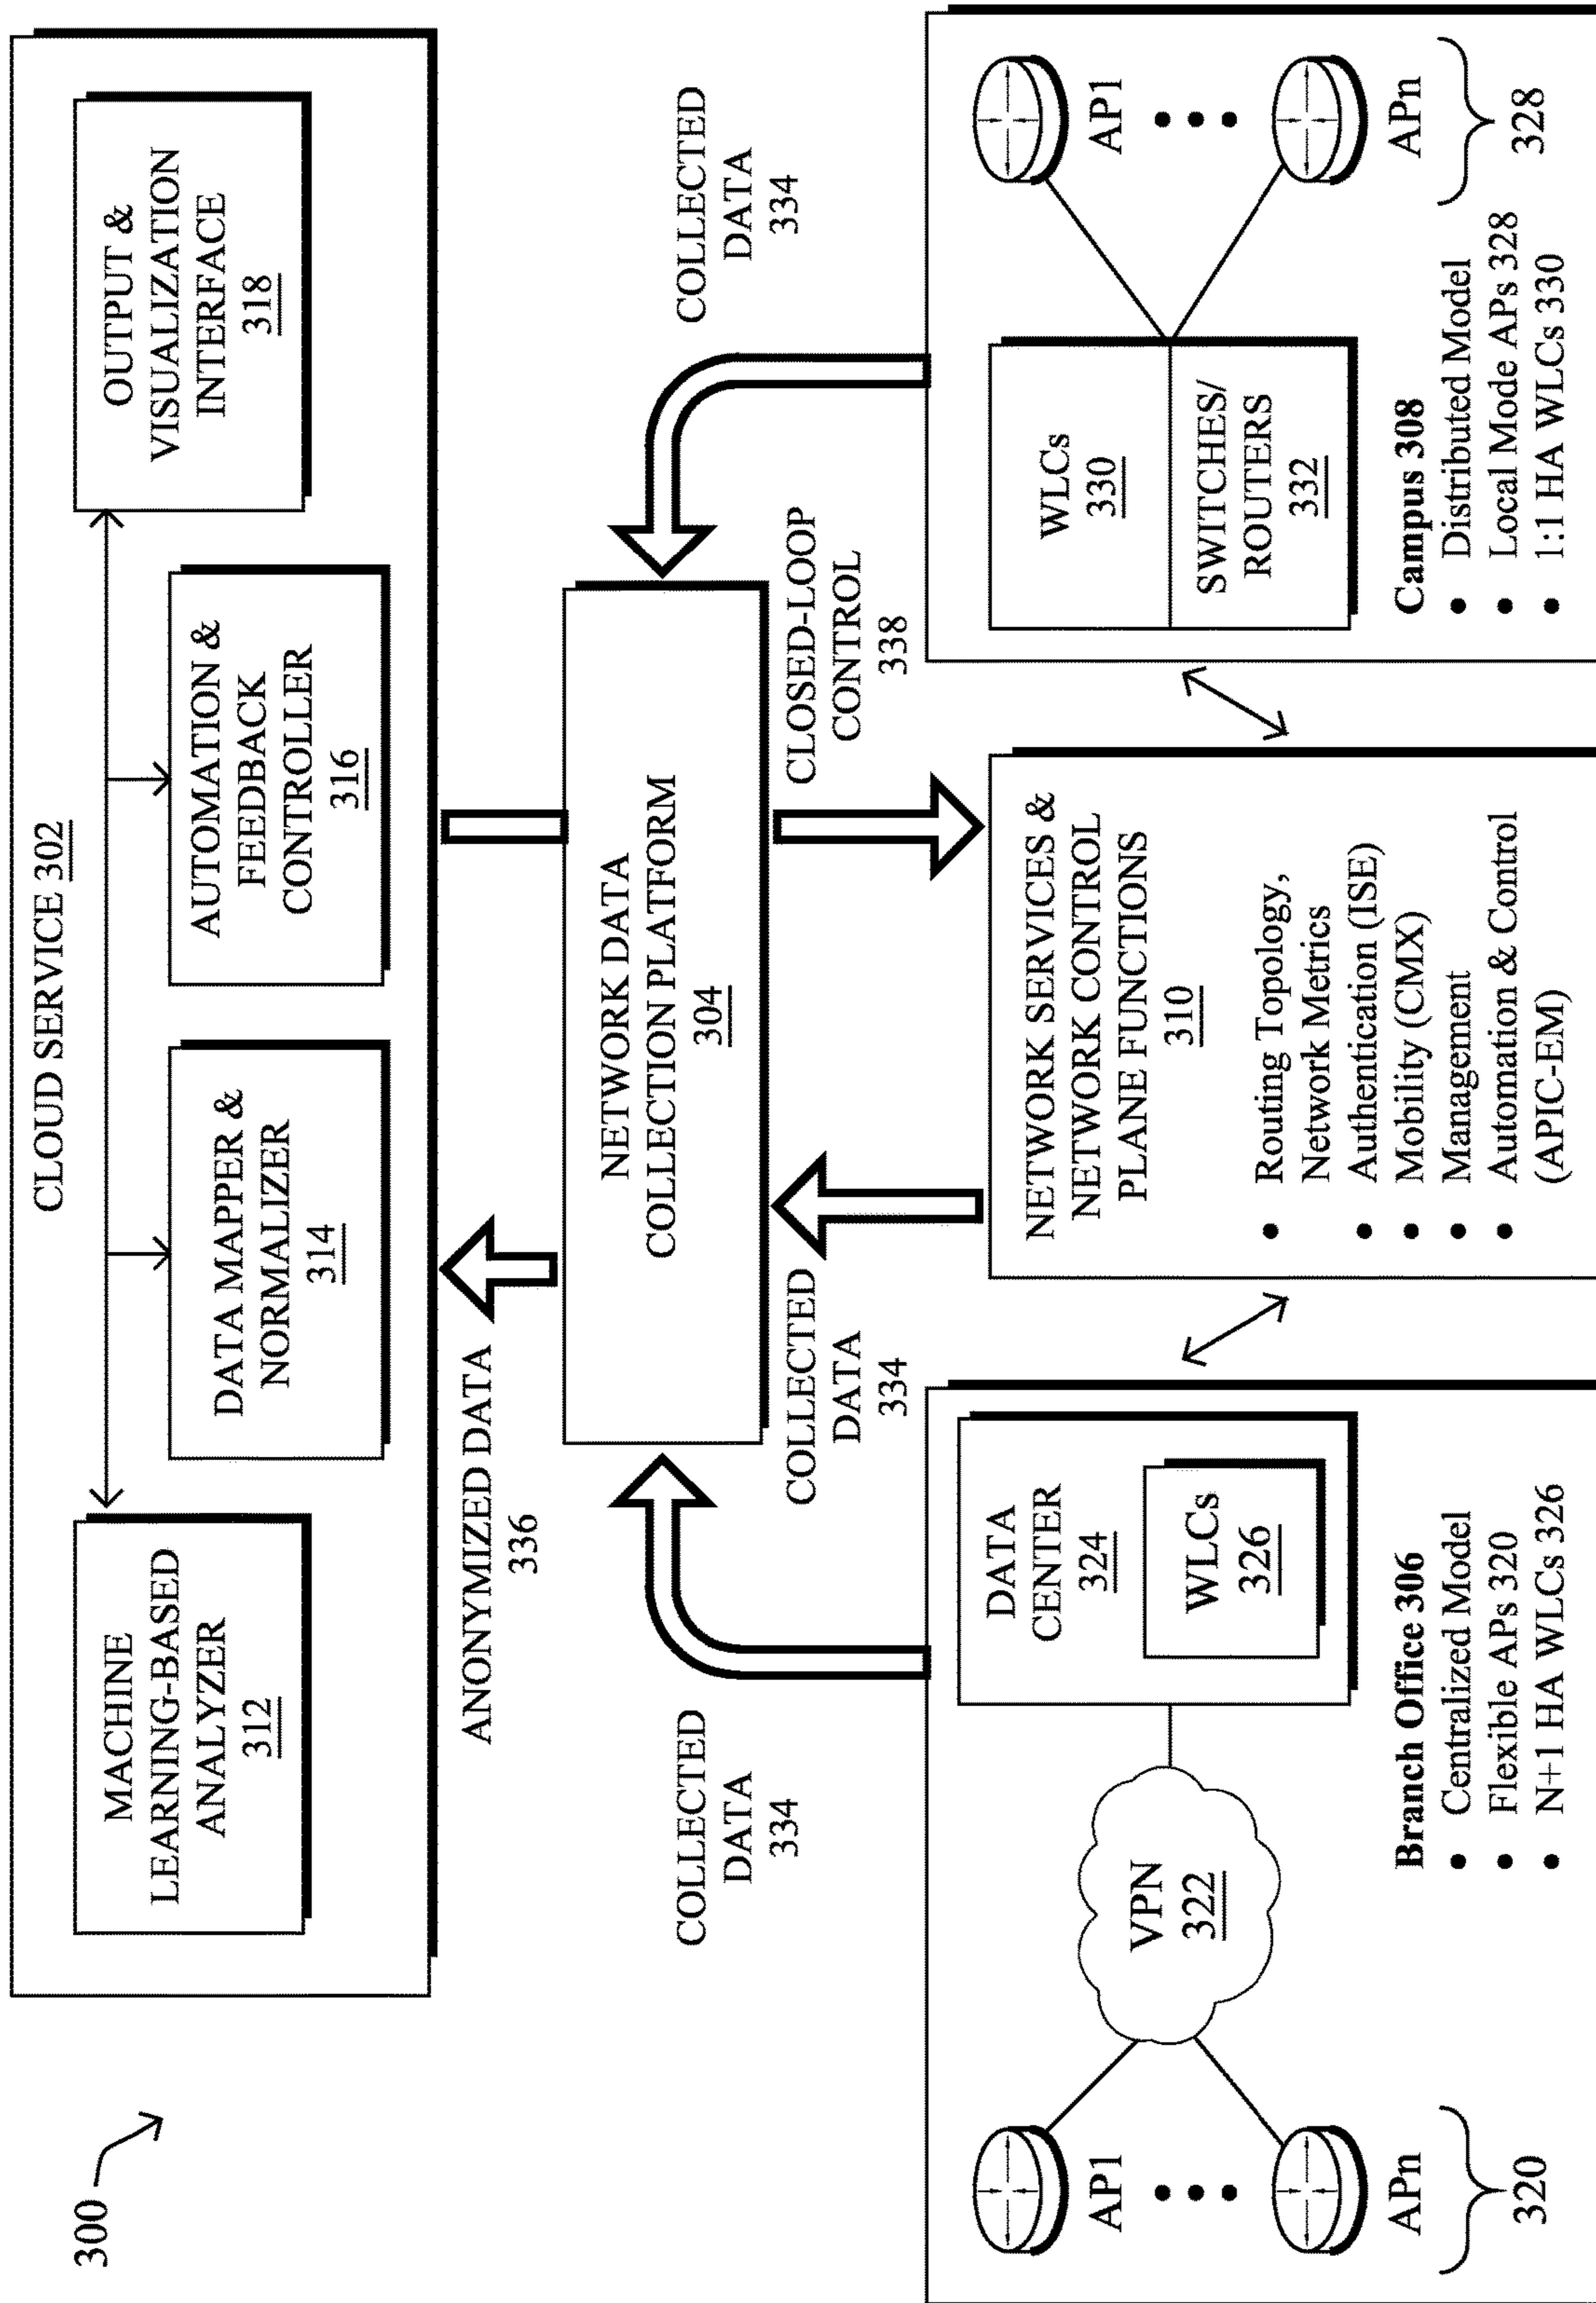 300
CLOUD SERVICE 302
MACHINE
LEARNING-BASED
ANALYZER
312
DATA MAPPER &
NORMALIZER
314
AUTOMATION &
FEEDBACK
CONTROLLER
316
OUTPUT &
VISUALIZATION
INTERFACE
318
ANONYMIZED DATA
336
NETWORK DATA
COLLECTION PLATFORM
304
COLLECTED
DATA
334
COLLECTED
DATA
334
CLOSED-LOOP
CONTROL
338
COLLECTED
DATA
334
AP1
APn
320
VPN
322
DATA
CENTER
324
WLCs
326
Branch Office 306
• Centralized Model
• Flexible APs 320
• N+1 HA WLCs 326
NETWORK SERVICES &
NETWORK CONTROL
PLANE FUNCTIONS
310
• Routing Topology,
Network Metrics
• Authentication (ISE)
• Mobility (CMX)
• Management
• Automation & Control
(APIC-EM)
WLCs
330
SWITCHES/
ROUTERS
332
AP1
APn
328
Campus 308
• Distributed Model
• Local Mode APs 328
• 1:1 HA WLCs 330